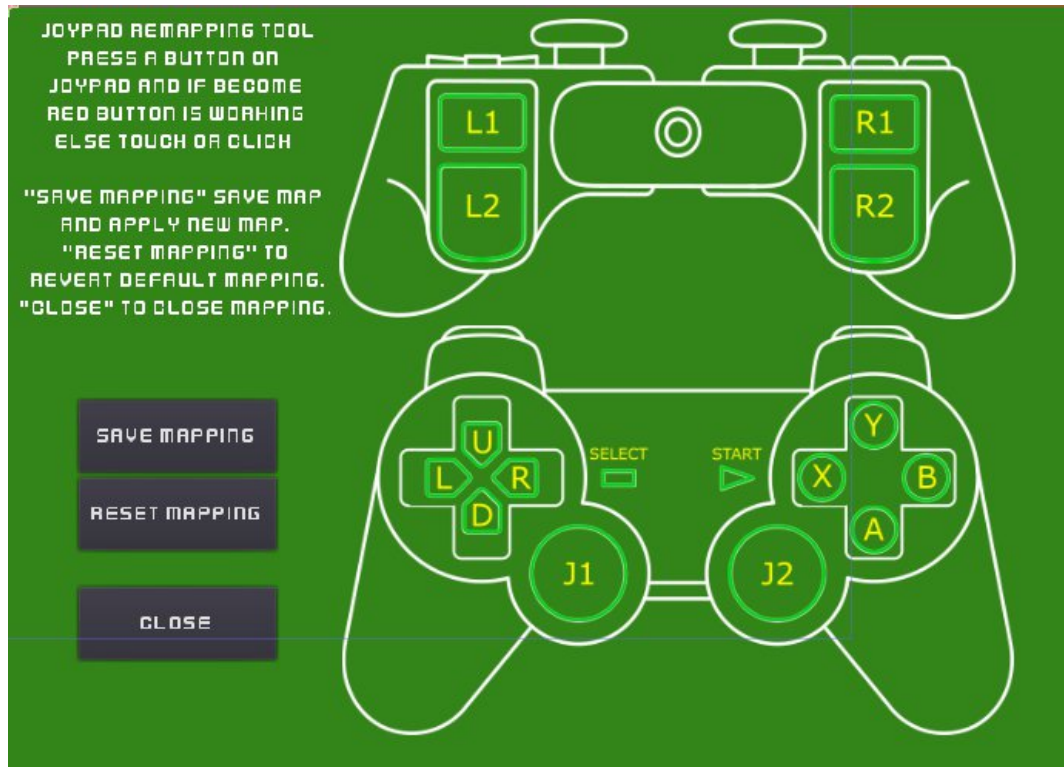 JOYPAD REMAPPING TOOL
PRESS A BUTTON ON
JOYPAD AND IF BECOME
RED BUTTON IS WORKING
ELSE TOUCH OR CLICK
"SAVE MAPPING" SAVE MAP
AND APPLY NEW MAP.
"RESET MAPPING" TO
REVERT DEFAULT MAPPING.
"CLOSE" TO CLOSE MAPPING.
SAVE MAPPING
RESET MAPPING
CLOSE
L1
R1
L2
R2
U
L
R
D
SELECT
START
Y
X
B
A
J1
J2